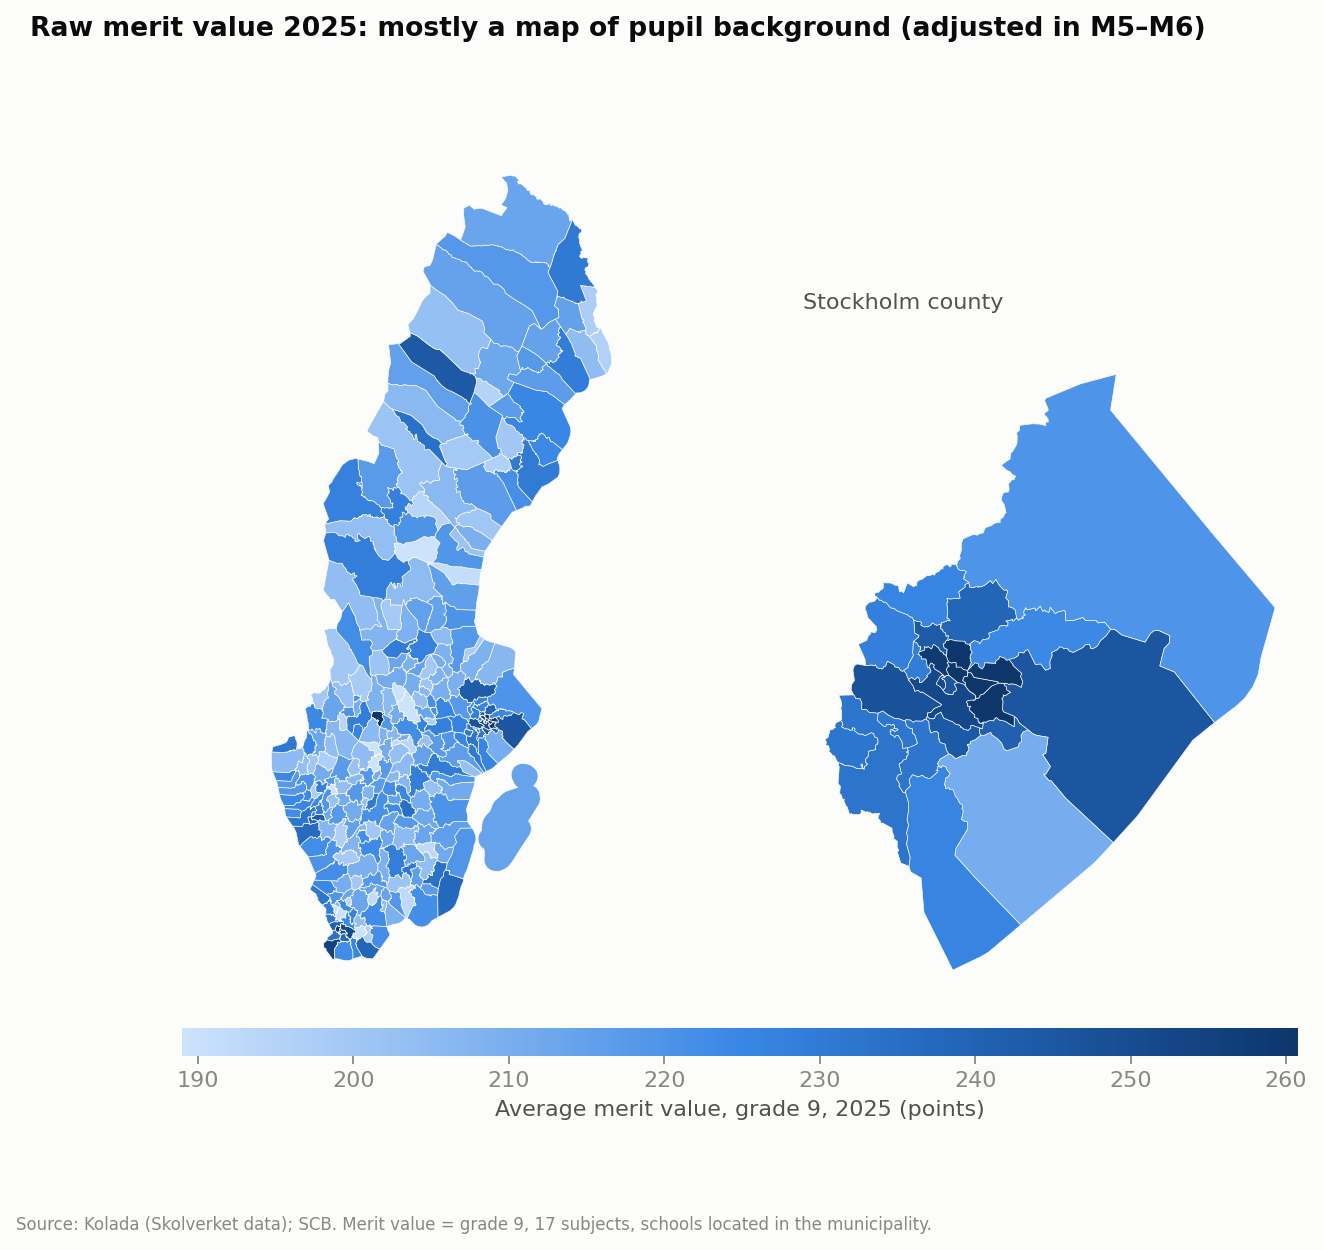 Raw merit value 2025: mostly a map of pupil background (adjusted in M5–M6)
Stockholm county
190 200 210 220 230 240 250 260
Average merit value, grade 9, 2025 (points)
Source: Kolada (Skolverket data); SCB. Merit value = grade 9, 17 subjects, schools located in the municipality.